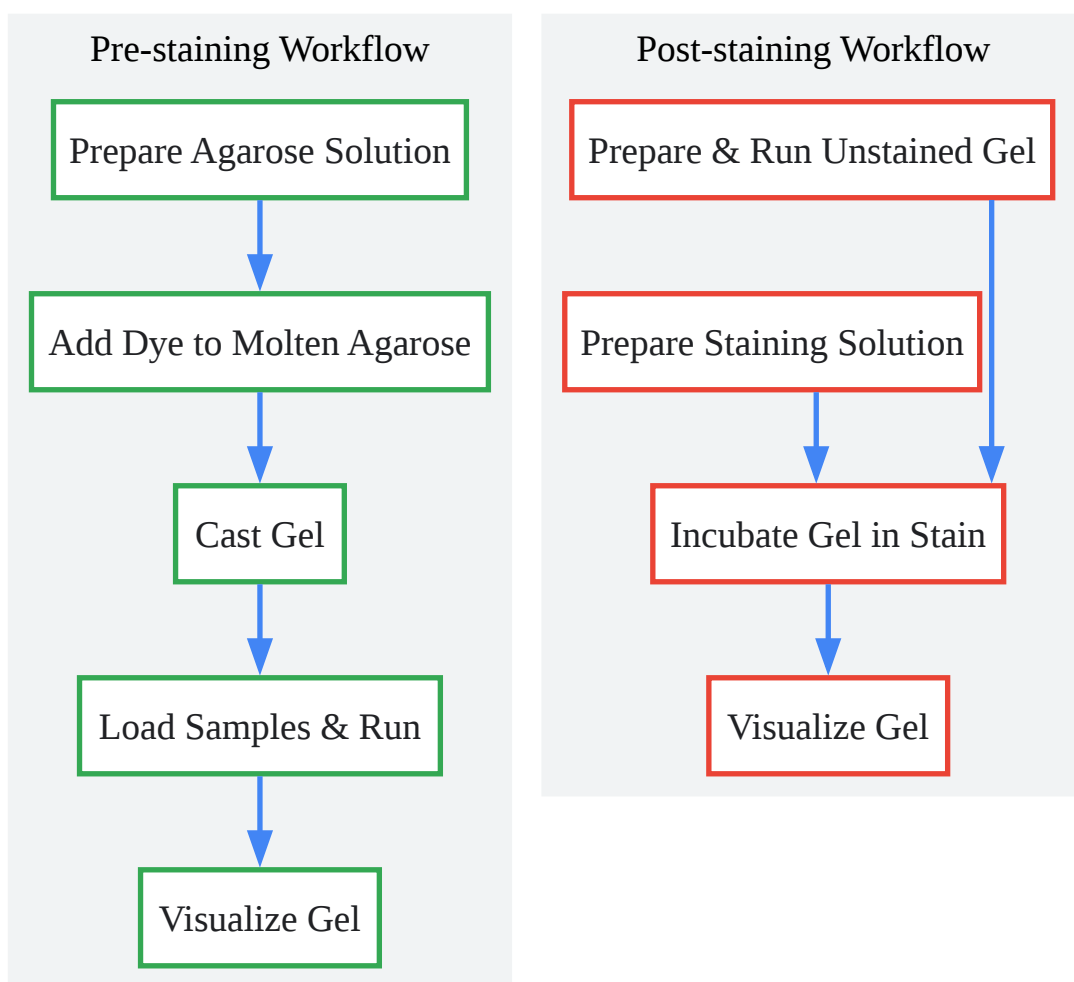 Pre-staining Workflow
Prepare Agarose Solution
Add Dye to Molten Agarose
Cast Gel
Load Samples & Run
Visualize Gel
Post-staining Workflow
Prepare & Run Unstained Gel
Prepare Staining Solution
Incubate Gel in Stain
Visualize Gel